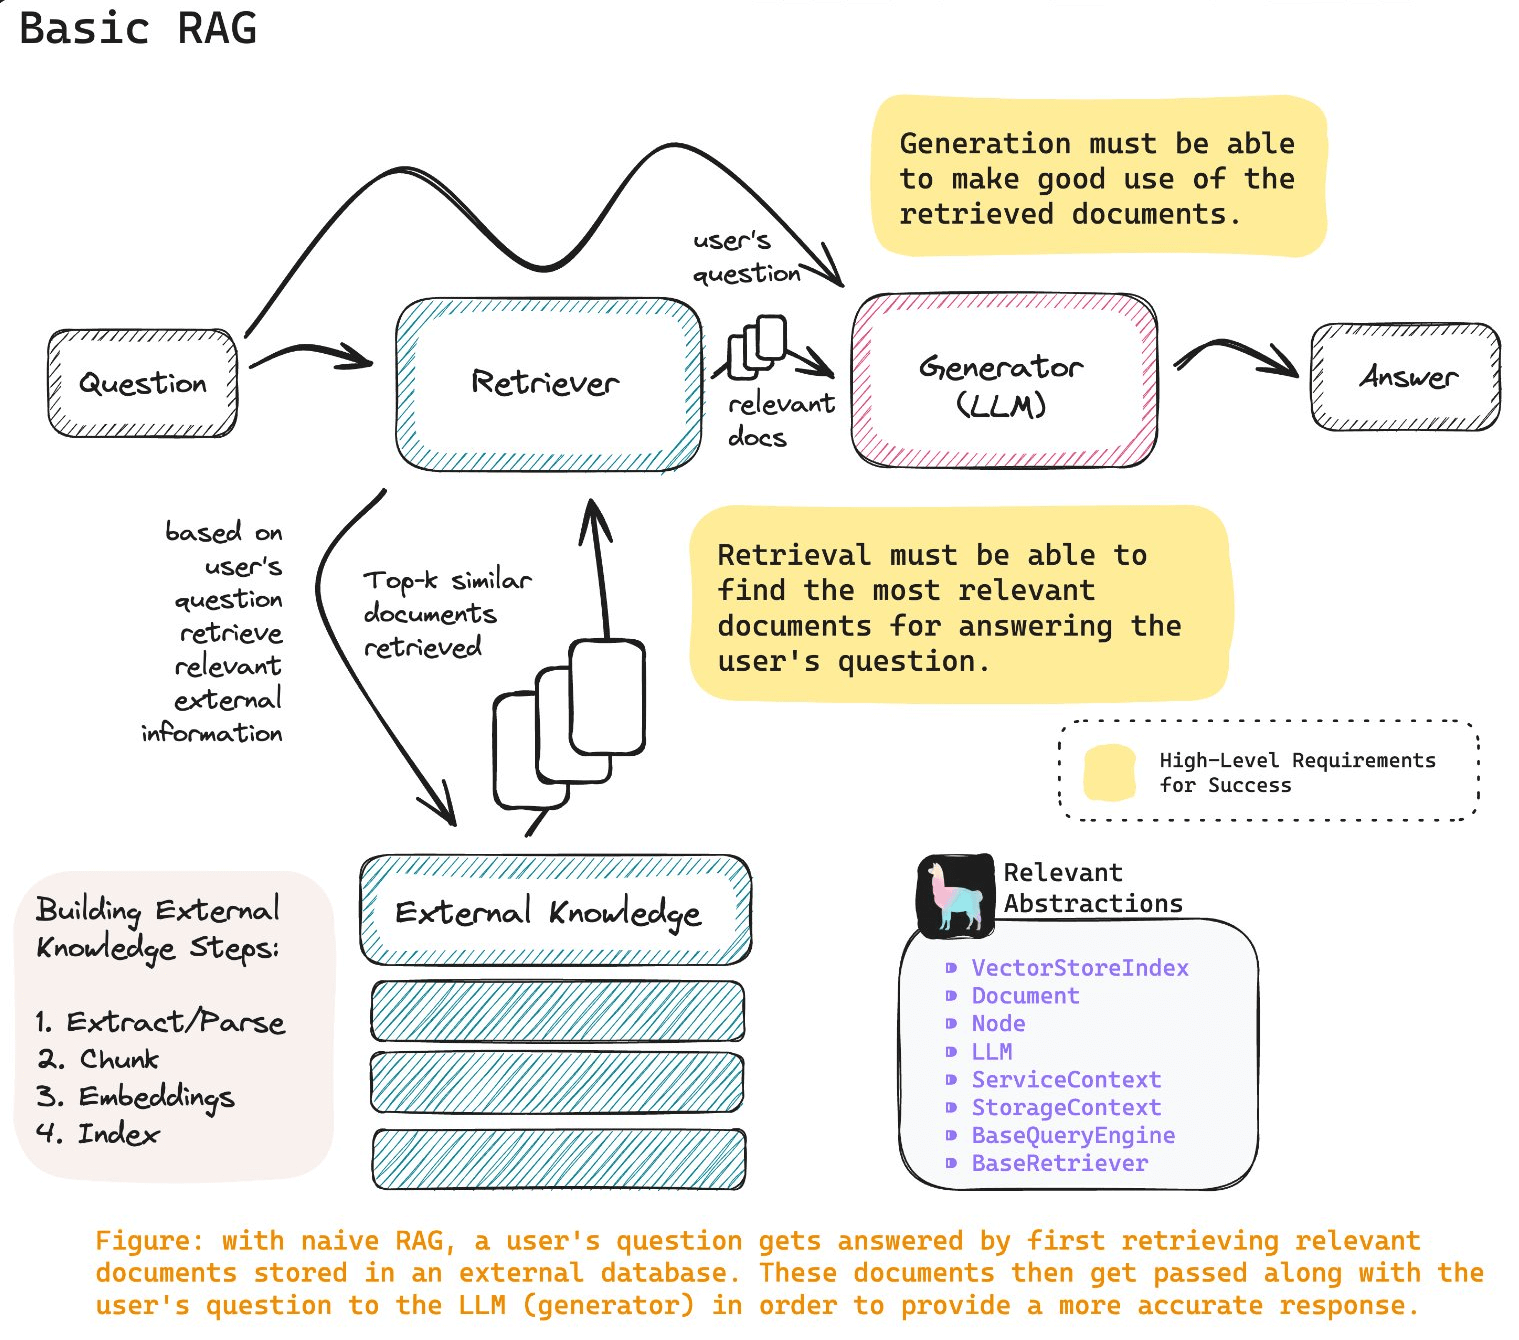 Basic RAG
Generation must be able
to make good use of the
retrieved documents.
user's
question
Question
Retriever
relevant
docs
Generator
(LLM)
Answer
based on
user's
question
retrieve
relevant
external
information
Top-k similar
documents
retrieved
Retrieval must be able to
find the most relevant
documents for answering the
user's question.
High-Level Requirements
for Success
Building External
Knowledge Steps:
1. Extract/Parse
2. Chunk
3. Embeddings
4. Index
External Knowledge
Relevant
Abstractions
VectorStoreIndex
Document
Node
LLM
ServiceContext
StorageContext
BaseQueryEngine
BaseRetriever
Figure: with naive RAG, a user's question gets answered by first retrieving relevant
documents stored in an external database. These documents then get passed along with the
user's question to the LLM (generator) in order to provide a more accurate response.